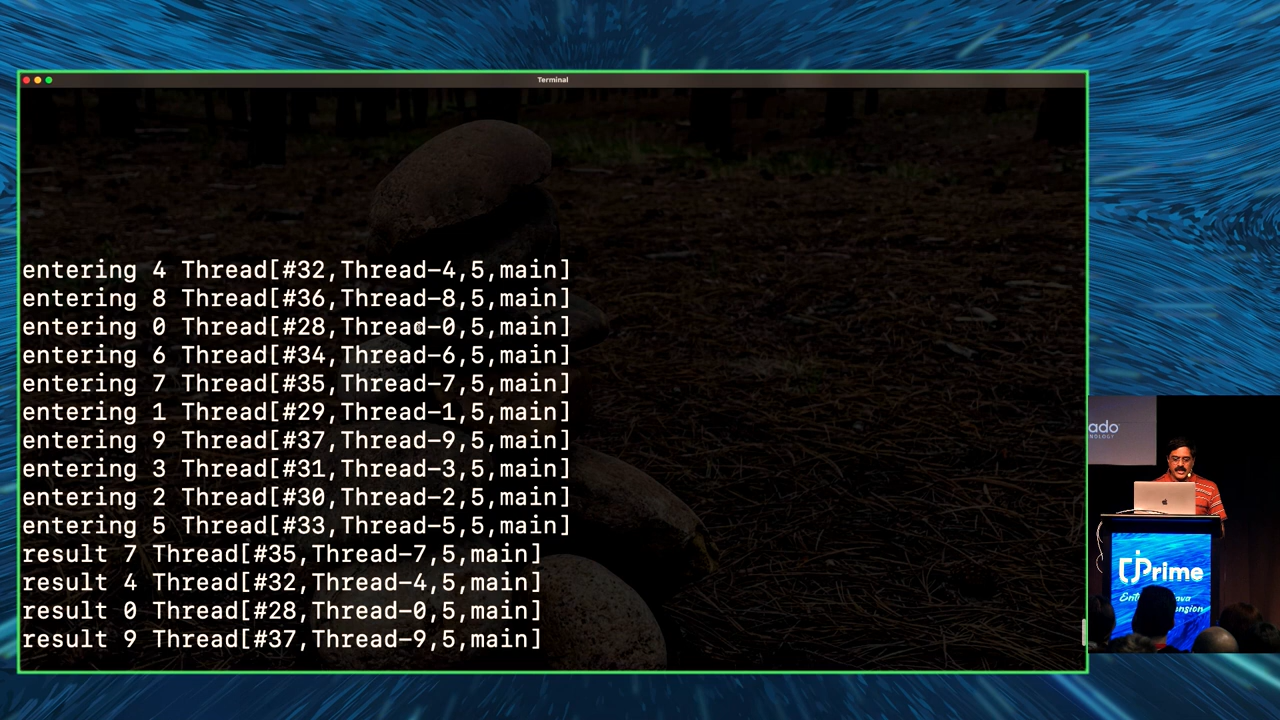 Terminal
entering 4 Thread[#32,Thread-4,5,main]
entering 8 Thread[#36,Thread-8,5,main]
entering 0 Thread[#28,Thread-0,5,main]
entering 6 Thread[#34,Thread-6,5,main]
entering 7 Thread[#35,Thread-7,5,main]
entering 1 Thread[#29,Thread-1,5,main]
entering 9 Thread[#37,Thread-9,5,main]
entering 3 Thread[#31,Thread-3,5,main]
entering 2 Thread[#30,Thread-2,5,main]
entering 5 Thread[#33,Thread-5,5,main]
result 7 Thread[#35,Thread-7,5,main]
result 4 Thread[#32,Thread-4,5,main]
result 0 Thread[#28,Thread-0,5,main]
result 9 Thread[#37,Thread-9,5,main]
ado
NOLOGY
jPrime